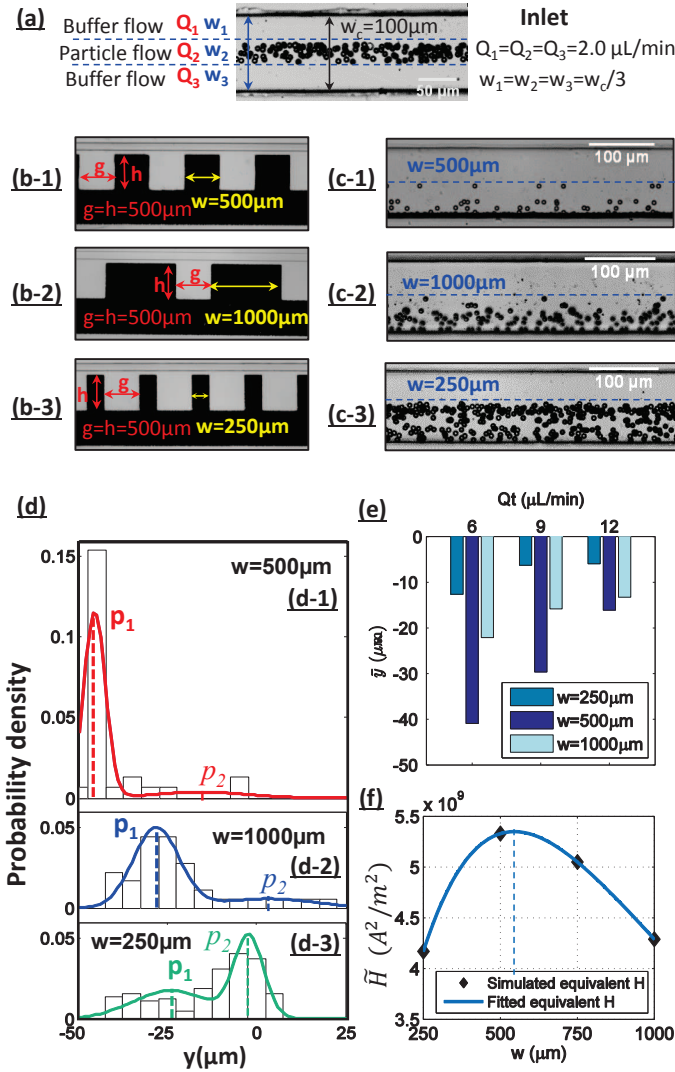 (a)
Buffer flow Q1 w1
Particle flow Q2 w2
Buffer flow Q3 w3
wc=100μm
50 μm
Inlet
Q1=Q2=Q3=2.0 μL/min
w1=w2=w3=wc/3
(b-1)
g
h
g=h=500μm
w=500μm
(c-1)
w=500μm
100 μm
(b-2)
g
h
g=h=500μm
w=1000μm
(c-2)
w=1000μm
100 μm
(b-3)
h
g
g=h=500μm
w=250μm
(c-3)
w=250μm
100 μm
(d)
Probability density
0.15
0.1
0.05
0
w=500μm
(d-1)
p1
p2
0.05
0
w=1000μm
(d-2)
p1
p2
0.05
0
w=250μm
(d-3)
p1
p2
-50
-25
0
25
y(μm)
(e)
Qt (μL/min)
6 9 12
0
-10
-20
-30
-40
-50
w=250μm
w=500μm
w=1000μm
(f)
x 10^9
5.5
5
4.5
4
3.5
H̃ (A²/m²)
Simulated equivalent H
Fitted equivalent H
250 500 750 1000
w (μm)